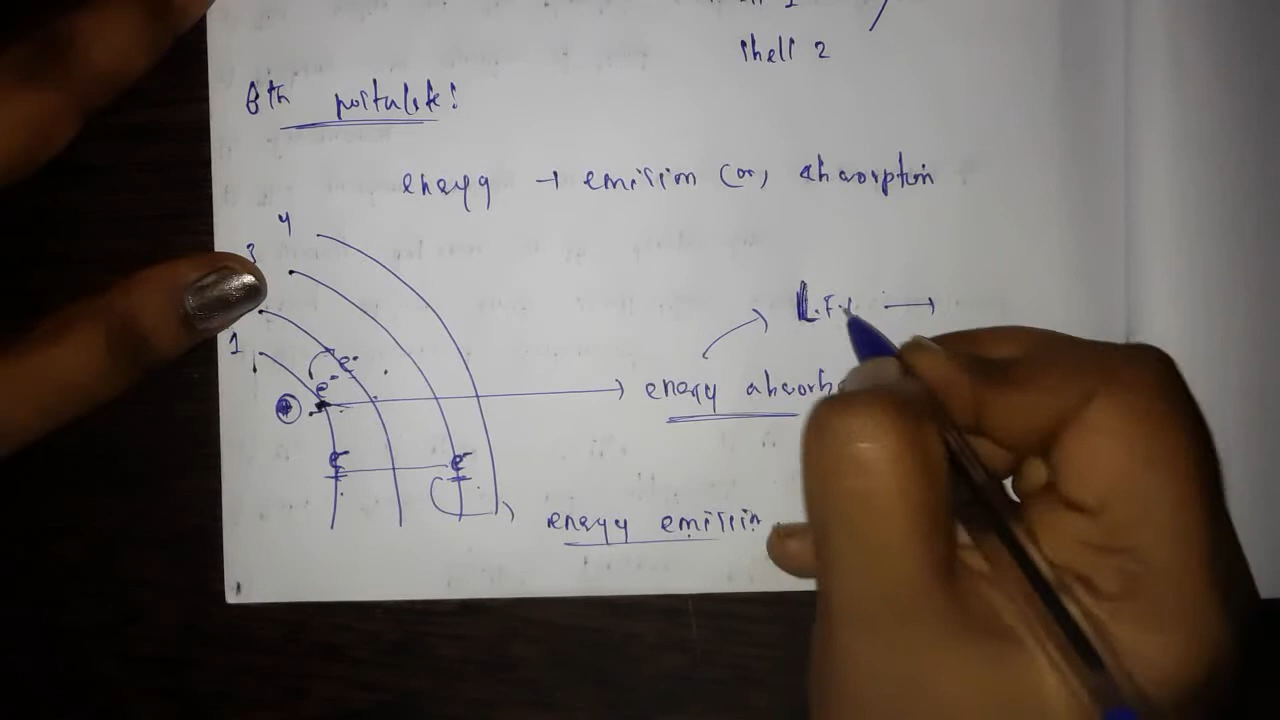 shell 2
6th postulate:
energy → emission (or) absorption
4
3
1
L.E.L →
e-
e-
energy absorb
e-
e-
energy emission